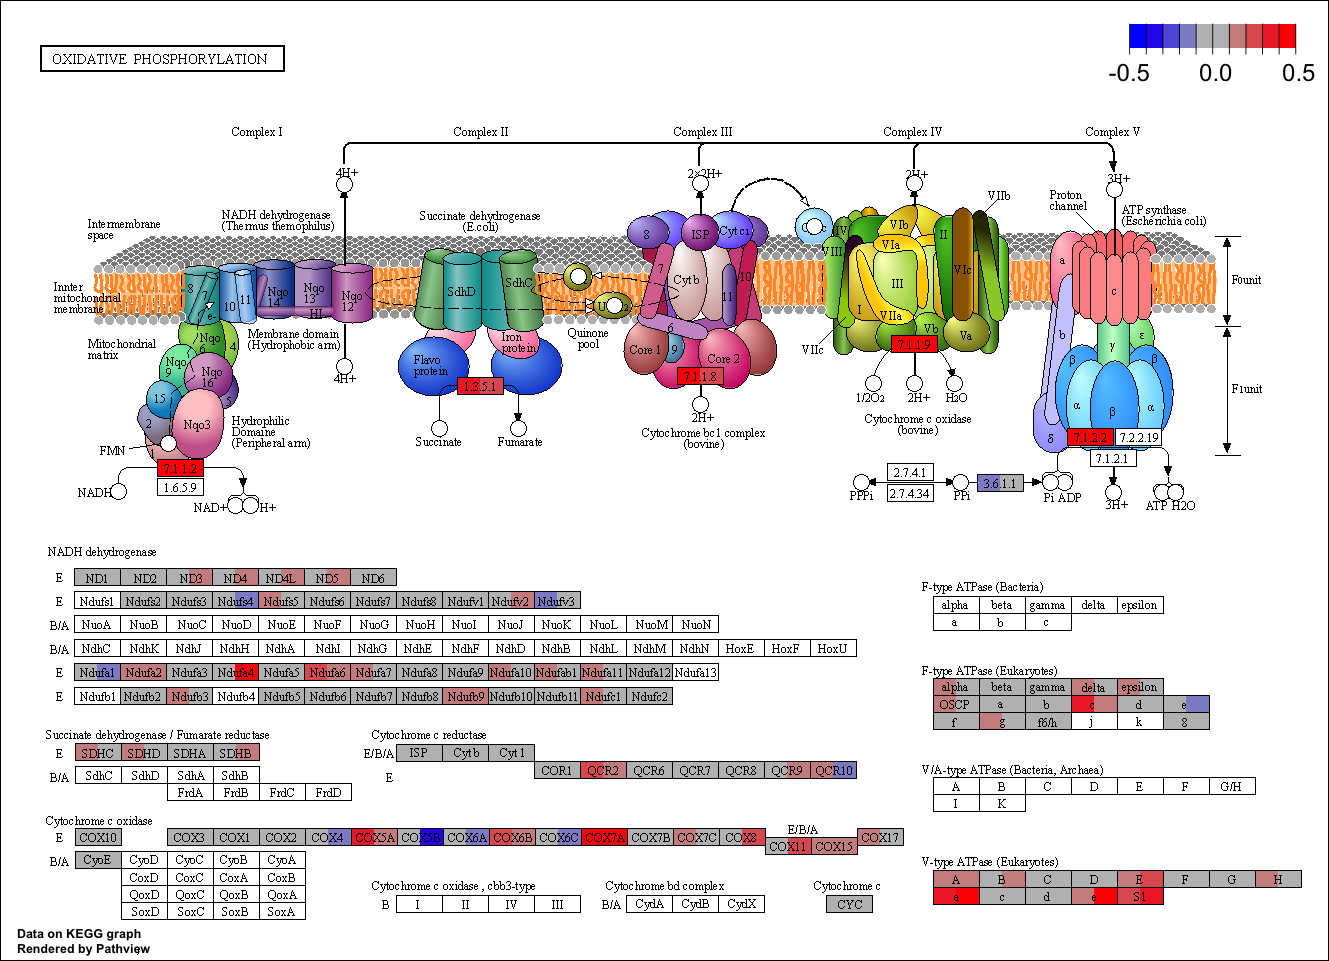 OXIDATIVE PHOSPHORYLATION
-0.5 0.0 0.5
Complex I Complex II Complex III Complex IV Complex V
4H+ 2×2H+ 2H+ 3H+
Intermembrane
space
NADH dehydrogenase
(Thermus themophilus)
Succinate dehydrogenase
(E.coli)
8 ISP Cytc1
IV VIb II VIIb
Proton
channel
ATP synthase
(Escherichia coli)
Innter
mitochondrial
membrane
8 7 e- 10 11
Nqo
14
Nqo
13
Nqo
12
SdhD SdhC
7 Cyt b 10 11
VIII VIa VIc III
a c F0unit
Mitochondrial
matrix
Nqo
6
4
Membrane domain
(Hydrophobic arm)
Quinone
pool
6
I VIIa Vb Va VIIc
b γ ε
Nqo
9
Nqo
16
5
Flavo
protein
Iron
protein
Core 1 9 Core 2
7.1.1.9
β β
F1unit
15 2 Nqo3 1
4H+
1.3.5.1
7.1.1.8
1/2O2 2H+ H2O
α β α
Hydrophilic
Domaine
(Peripheral arm)
FMN
Succinate Fumarate
2H+
Cytochrome bc1 complex
(bovine)
Cytochrome c oxidase
(bovine)
δ
7.1.2.2 7.2.2.19
7.1.2.1
7.1.1.2
1.6.5.9
NADH NAD+ H+
2.7.4.1
2.7.4.34
PPPi PPi
3.6.1.1
Pi ADP 3H+ ATP H2O
NADH dehydrogenase
E ND1 ND2 ND3 ND4 ND4L ND5 ND6
E Ndufs1 Ndufs2 Ndufs3 Ndufs4 Ndufs5 Ndufs6 Ndufs7 Ndufs8 Ndufv1 Ndufv2 Ndufv3
B/A NuoA NuoB NuoC NuoD NuoE NuoF NuoG NuoH NuoI NuoJ NuoK NuoL NuoM NuoN
B/A NdhC NdhK NdhJ NdhH NdhA NdhI NdhG NdhE NdhF NdhD NdhB NdhL NdhM NdhN HoxE HoxF HoxU
E Ndufa1 Ndufa2 Ndufa3 Ndufa4 Ndufa5 Ndufa6 Ndufa7 Ndufa8 Ndufa9 Ndufa10 Ndufab1 Ndufa11 Ndufa12 Ndufa13
E Ndufb1 Ndufb2 Ndufb3 Ndufb4 Ndufb5 Ndufb6 Ndufb7 Ndufb8 Ndufb9 Ndufb10 Ndufb11 Ndufc1 Ndufc2
Succinate dehydrogenase / Fumarate reductase
E SDHC SDHD SDHA SDHB
B/A SdhC SdhD SdhA SdhB
FrdA FrdB FrdC FrdD
Cytochrome c reductase
E/B/A ISP Cyt b Cyt 1
E COR1 QCR2 QCR6 QCR7 QCR8 QCR9 QCR10
Cytochrome c oxidase
E COX10 COX3 COX1 COX2 COX4 COX5A COX5B COX6A COX6B COX6C COX7A COX7B COX7C COX8
E/B/A
COX11 COX15
COX17
B/A CyoE CyoD CyoC CyoB CyoA
CoxD CoxC CoxA CoxB
QoxD QoxC QoxB QoxA
SoxD SoxC SoxB SoxA
Cytochrome c oxidase , cbb3-type
B I II IV III
Cytochrome bd complex
B/A CydA CydB CydX
Cytochrome c
CYC
F-type ATPase (Bacteria)
alpha beta gamma delta epsilon
a b c
F-type ATPase (Eukaryotes)
alpha beta gamma delta epsilon
OSCP a b c d e
f g f6/h j k 8
V/A-type ATPase (Bacteria, Archaea)
A B C D E F G/H
I K
V-type ATPase (Eukaryotes)
A B C D E F G H
a c d e S1
Data on KEGG graph
Rendered by Pathview